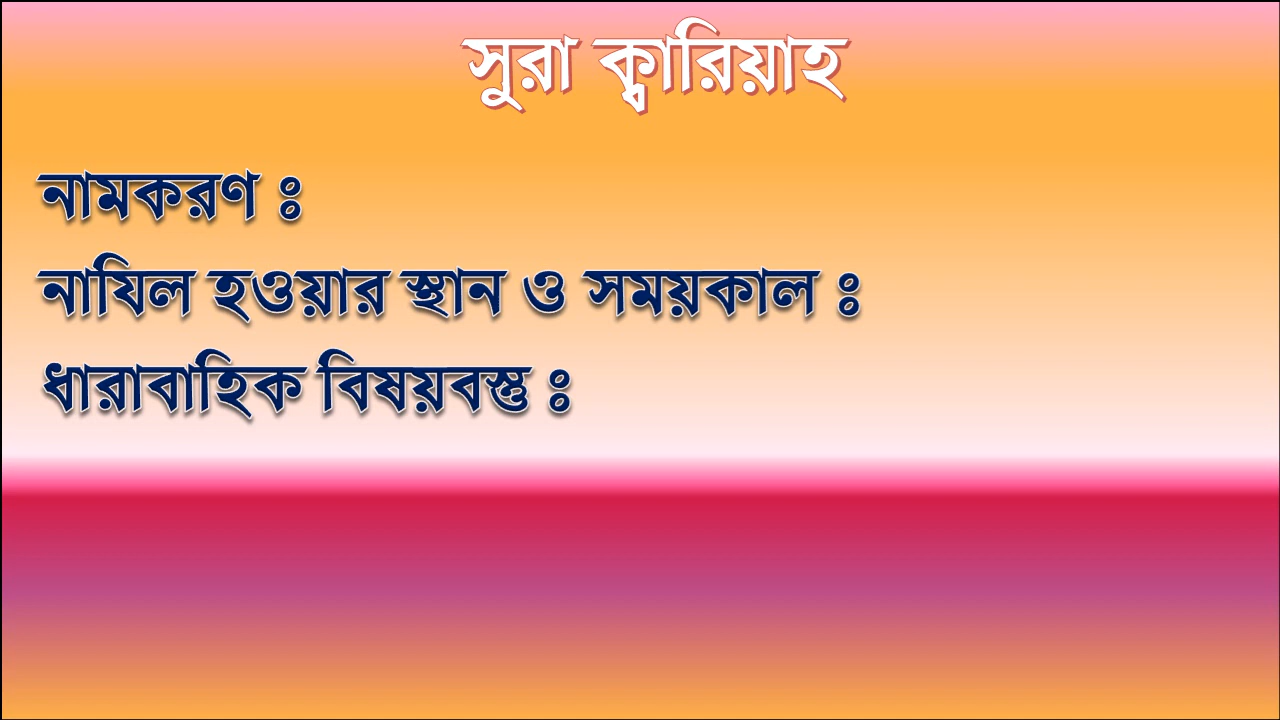 সুরা ক্বারিয়াহ
নামকরণ ঃ
নাযিল হওয়ার স্থান ও সময়কাল ঃ
ধারাবাহিক বিষয়বস্তু ঃ